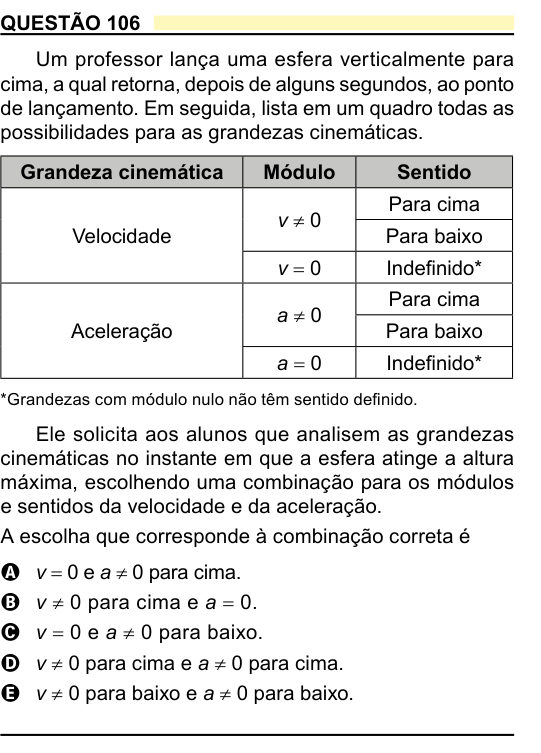 QUESTÃO 106
Um professor lança uma esfera verticalmente para
cima, a qual retorna, depois de alguns segundos, ao ponto
de lançamento. Em seguida, lista em um quadro todas as
possibilidades para as grandezas cinemáticas.
Grandeza cinemática Módulo Sentido
Velocidade v ≠ 0 Para cima
Para baixo
v = 0 Indefinido*
Aceleração a ≠ 0 Para cima
Para baixo
a = 0 Indefinido*
*Grandezas com módulo nulo não têm sentido definido.
Ele solicita aos alunos que analisem as grandezas
cinemáticas no instante em que a esfera atinge a altura
máxima, escolhendo uma combinação para os módulos
e sentidos da velocidade e da aceleração.
A escolha que corresponde à combinação correta é
A v = 0 e a ≠ 0 para cima.
B v ≠ 0 para cima e a = 0.
C v = 0 e a ≠ 0 para baixo.
D v ≠ 0 para cima e a ≠ 0 para cima.
E v ≠ 0 para baixo e a ≠ 0 para baixo.